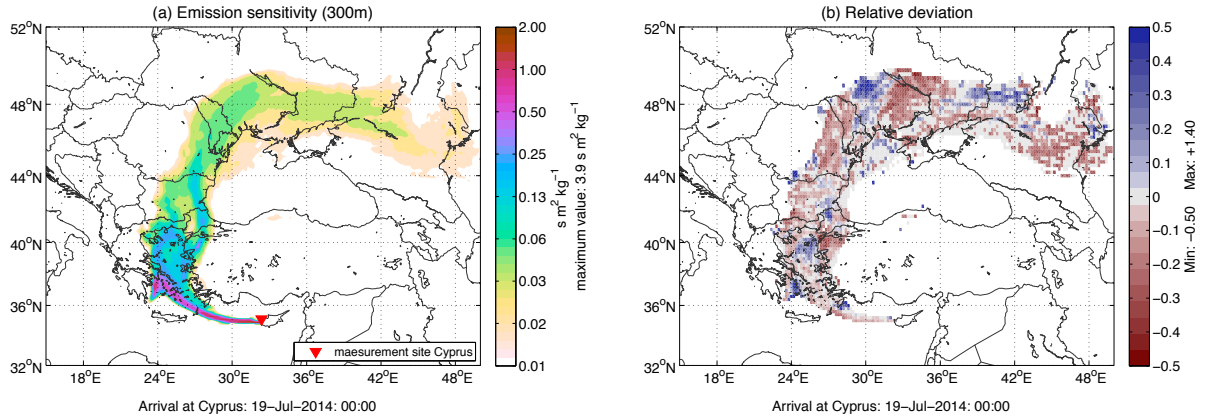 (a) Emission sensitivity (300m)
52°N
48°N
44°N
40°N
36°N
32°N
18°E
24°E
30°E
36°E
42°E
48°E
maesurement site Cyprus
Arrival at Cyprus: 19−Jul−2014: 00:00
2.00
1.00
0.50
0.25
0.13
0.06
0.03
0.02
0.01
s m² kg⁻¹
maximum value: 3.9 s m² kg⁻¹
(b) Relative deviation
52°N
48°N
44°N
40°N
36°N
32°N
18°E
24°E
30°E
36°E
42°E
48°E
Arrival at Cyprus: 19−Jul−2014: 00:00
0.5
0.4
0.3
0.2
0.1
0
−0.1
−0.2
−0.3
−0.4
−0.5
Min: −0.50 Max: +1.40